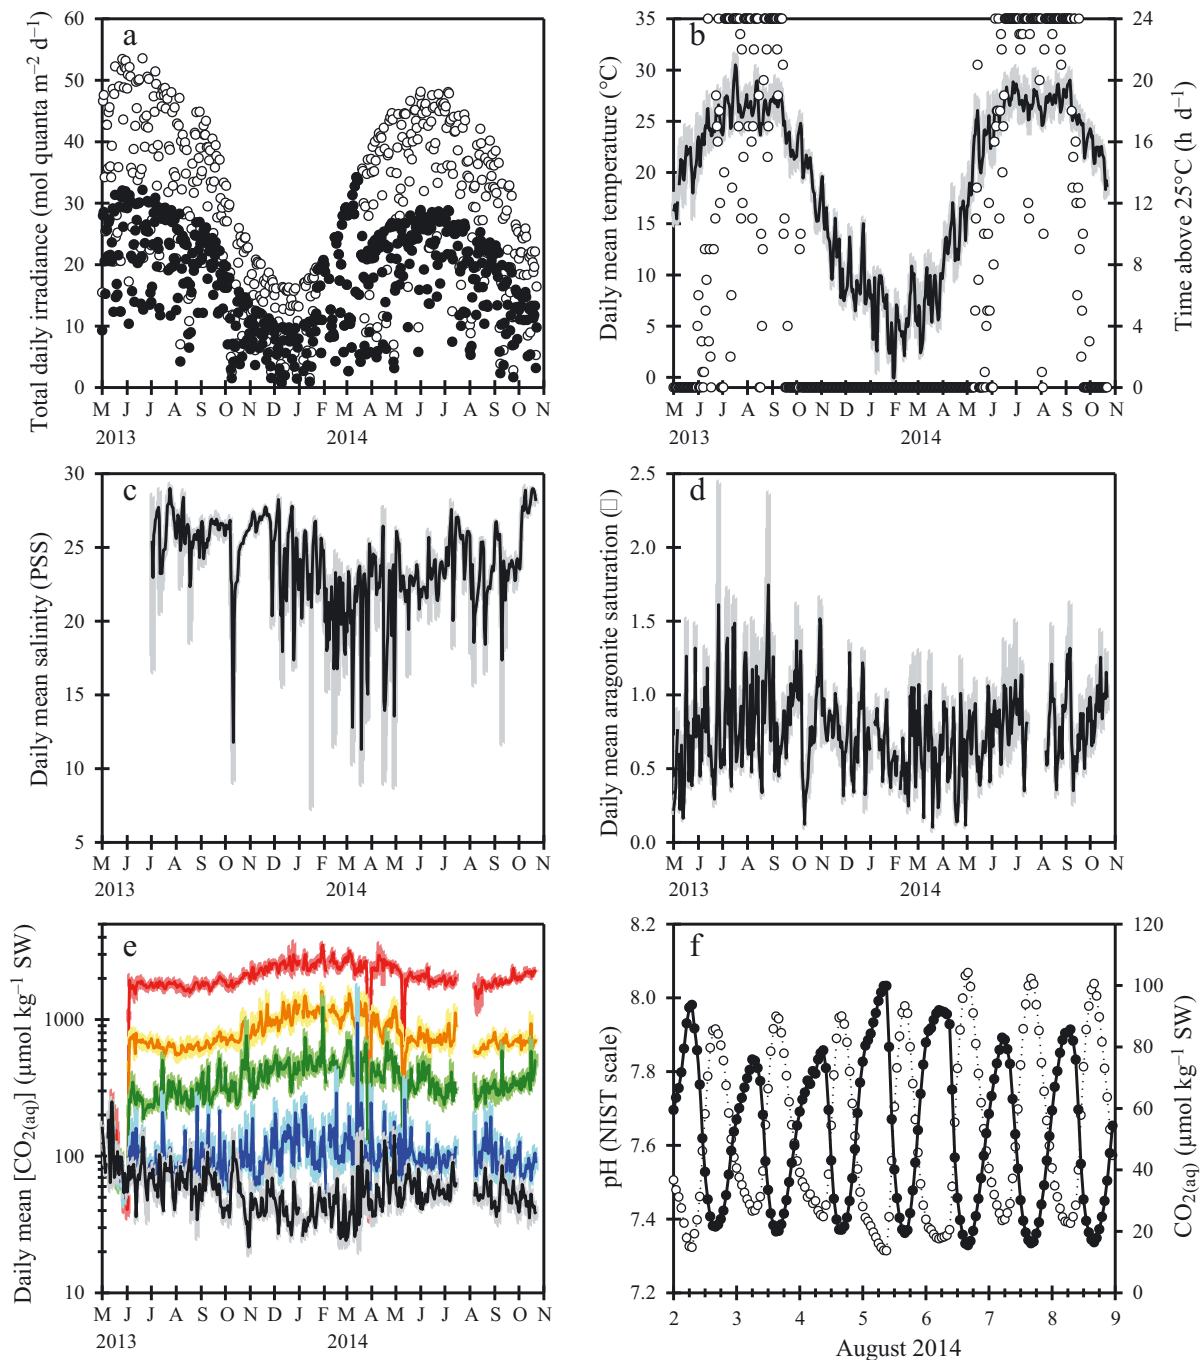 a
Total daily irradiance (mol quanta m−2 d−1)
60
50
40
30
20
10
0
M J J A S O N D J F M A M J J A S O N
2013 2014
b
Daily mean temperature (°C)
35
30
25
20
15
10
5
0
Time above 25°C (h d−1)
24
20
16
12
8
4
0
M J J A S O N D J F M A M J J A S O N
2013 2014
c
Daily mean salinity (PSS)
30
25
20
15
10
5
M J J A S O N D J F M A M J J A S O N
2013 2014
d
Daily mean aragonite saturation (□)
2.5
2.0
1.5
1.0
0.5
0.0
M J J A S O N D J F M A M J J A S O N
2013 2014
e
Daily mean [CO2(aq)] (µmol kg−1 SW)
1000
100
10
M J J A S O N D J F M A M J J A S O N
2013 2014
f
pH (NIST scale)
8.2
8.0
7.8
7.6
7.4
7.2
CO2(aq) (µmol kg−1 SW)
120
100
80
60
40
20
0
2 3 4 5 6 7 8 9
August 2014